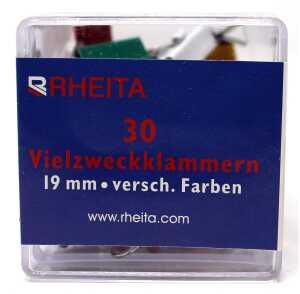 RHEITA
30
Vielzweckklammern
19 mm • versch. Farben
www.rheita.com